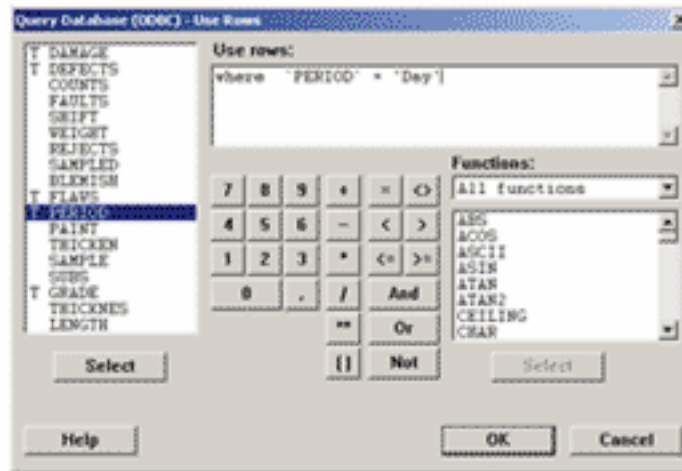 Query Database (ODBC) - Use Rows
T DAMAGE
T DEFECTS
COUNTS
FAULTS
SHIFT
WEIGHT
REJECTS
SAMPLED
BLEMISH
T FLAWS
T PERIOD
PAINT
THICKEN
SAMPLE
SUBS
T GRADE
THICKNES
LENGTH
Select
Use rows:
where `PERIOD` = 'Day'
7 8 9 + = <>
4 5 6 - < >
1 2 3 * <= >=
0 . / And
** Or
() Not
Functions:
All functions
ABS
ACOS
ASCII
ASIN
ATAN
ATAN2
CEILING
CHAR
Select
Help
OK
Cancel